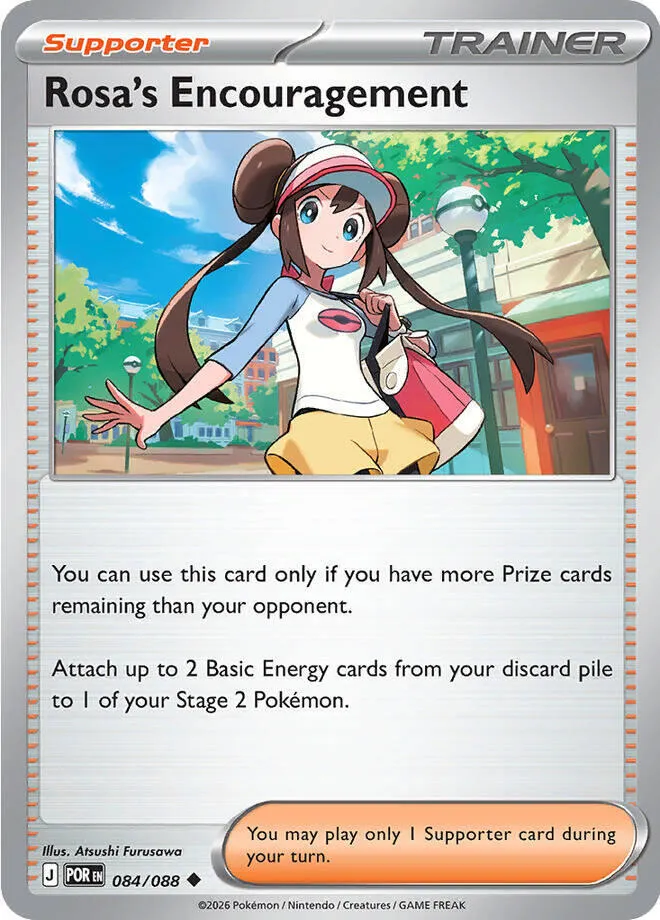 Supporter
TRAINER
Rosa's Encouragement
You can use this card only if you have more Prize cards
remaining than your opponent.
Attach up to 2 Basic Energy cards from your discard pile
to 1 of your Stage 2 Pokémon.
You may play only 1 Supporter card during
your turn.
Illus. Atsushi Furusawa
J POR EN 084/088 ◆
©2026 Pokémon / Nintendo / Creatures / GAME FREAK